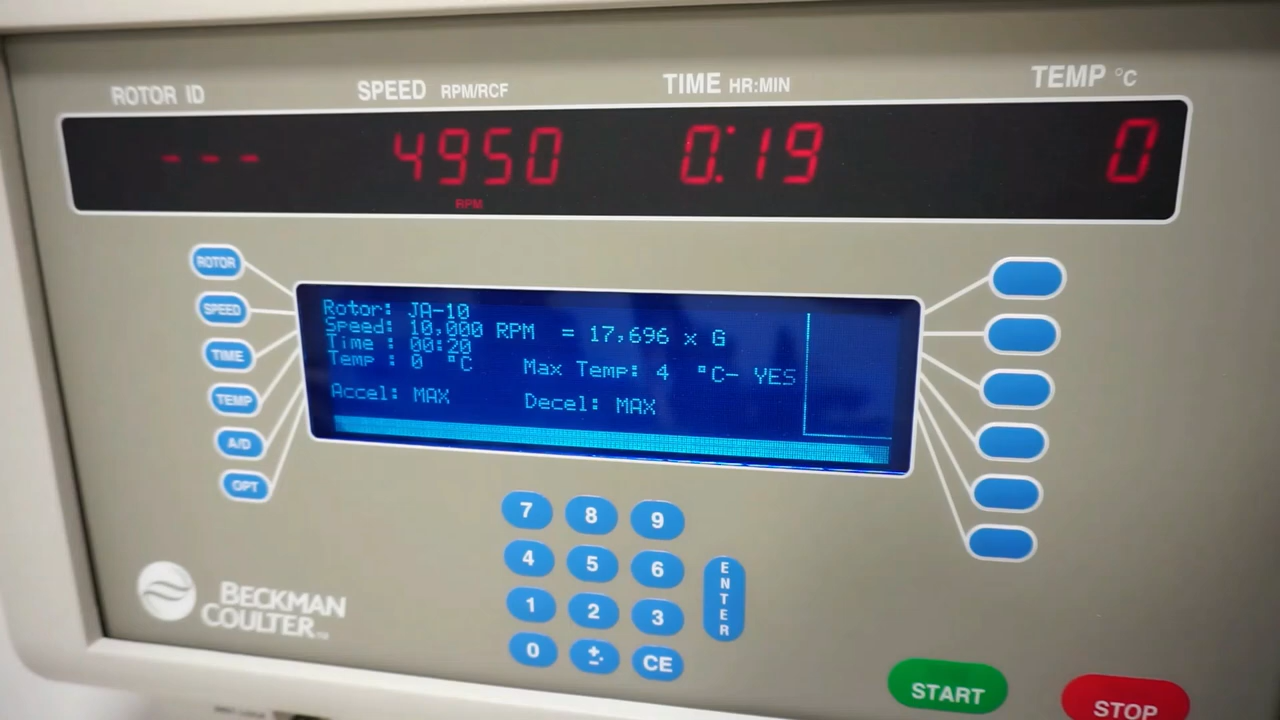 ROTOR ID SPEED RPM/RCF TIME HR:MIN TEMP °C
--- 4950 0:19 0
RPM
ROTOR
SPEED
TIME
TEMP
A/D
OPT
Rotor: JA-10
Speed: 10,000 RPM = 17,696 x G
Time : 00:20
Temp : 0 °C Max Temp: 4 °C- YES
Accel: MAX Decel: MAX
7 8 9
4 5 6
1 2 3
0 +- CE
ENTER
BECKMAN
COULTER™
START STOP